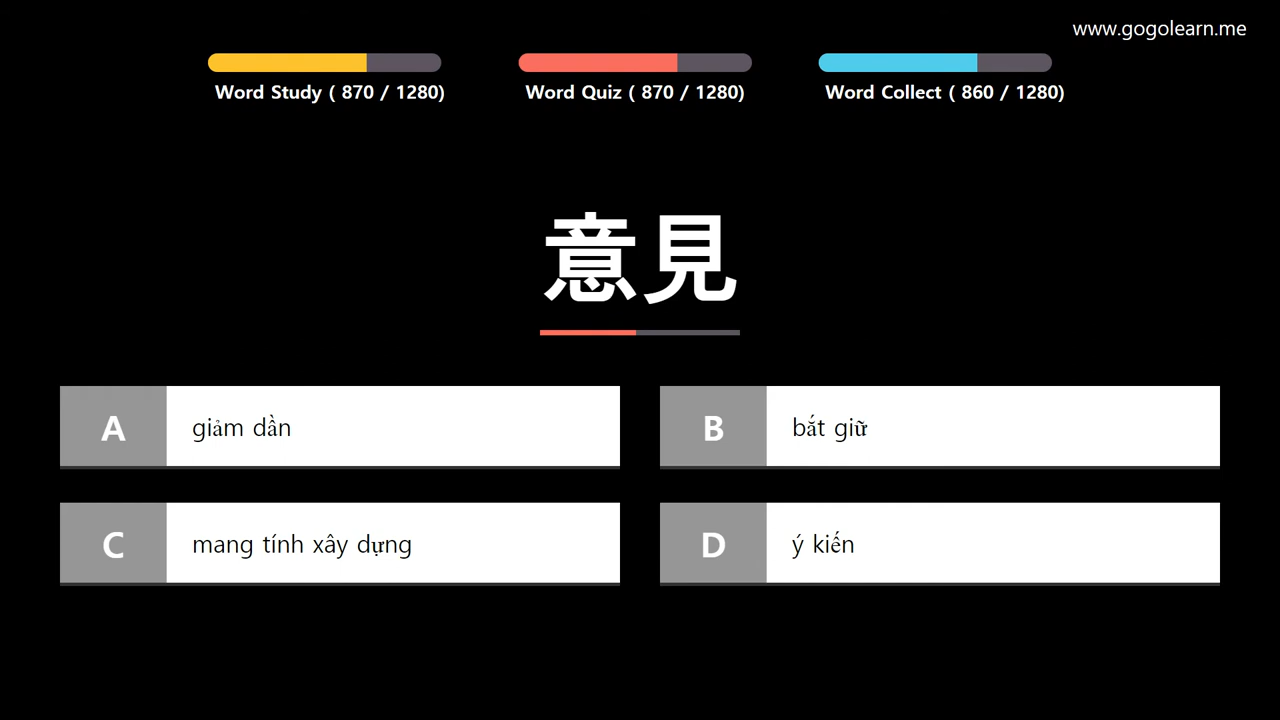 www.gogolearn.me
Word Study ( 870 / 1280)
Word Quiz ( 870 / 1280)
Word Collect ( 860 / 1280)
意見
A
giảm dần
B
bắt giữ
C
mang tính xây dựng
D
ý kiến